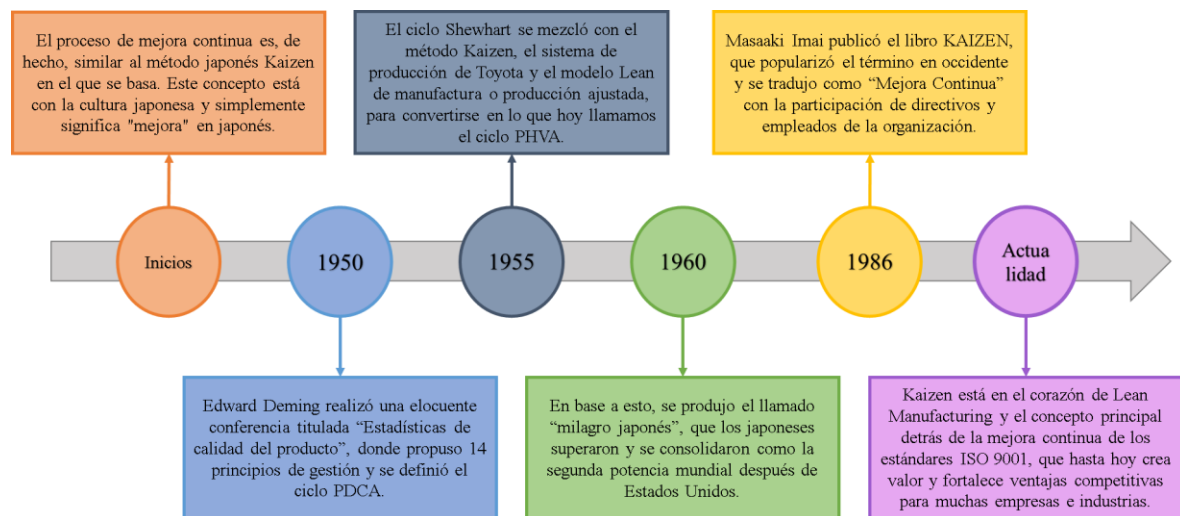 El proceso de mejora continua es, de
hecho, similar al método japonés Kaizen
en el que se basa. Este concepto está
con la cultura japonesa y simplemente
significa "mejora" en japonés.
El ciclo Shewhart se mezcló con el
método Kaizen, el sistema de
producción de Toyota y el modelo Lean
de manufactura o producción ajustada,
para convertirse en lo que hoy llamamos
el ciclo PHVA.
Masaaki Imai publicó el libro KAIZEN,
que popularizó el término en occidente
y se tradujo como “Mejora Continua”
con la participación de directivos y
empleados de la organización.
Inicios
1950
1955
1960
1986
Actua
lidad
Edward Deming realizó una elocuente
conferencia titulada “Estadísticas de
calidad del producto”, donde propuso 14
principios de gestión y se definió el
ciclo PDCA.
En base a esto, se produjo el llamado
“milagro japonés”, que los japoneses
superaron y se consolidaron como la
segunda potencia mundial después de
Estados Unidos.
Kaizen está en el corazón de Lean
Manufacturing y el concepto principal
detrás de la mejora continua de los
estándares ISO 9001, que hasta hoy crea
valor y fortalece ventajas competitivas
para muchas empresas e industrias.